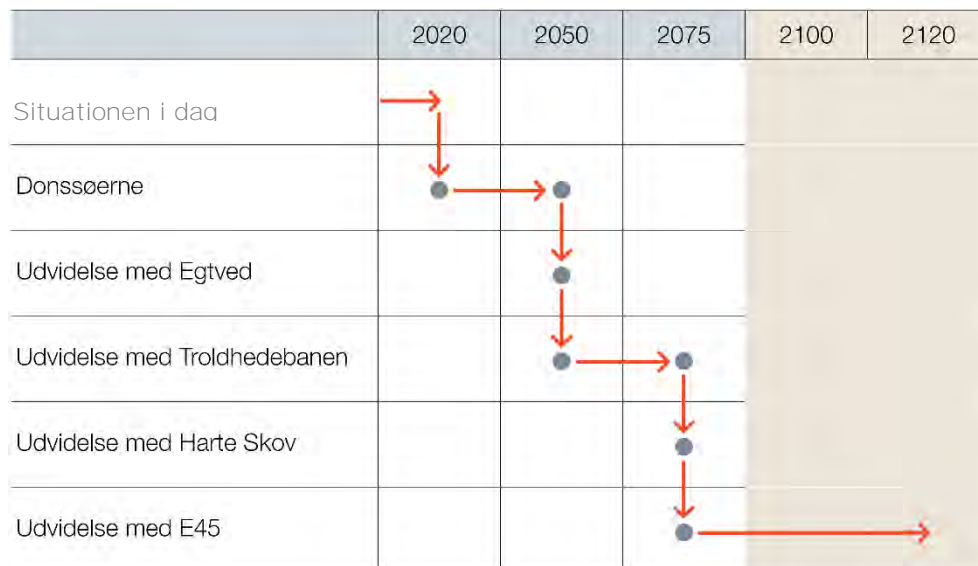 2020 2050 2075 2100 2120
Situationen i dag
Donssøerne
Udvidelse med Egtved
Udvidelse med Troldhedebanen
Udvidelse med Harte Skov
Udvidelse med E45